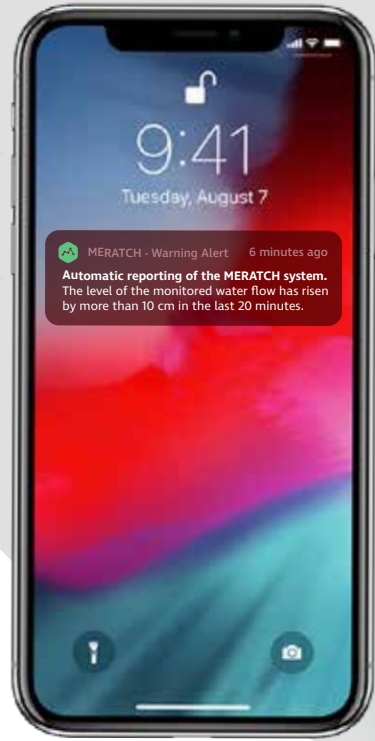 9:41
Tuesday, August 7
MERATCH - Warning Alert 6 minutes ago
Automatic reporting of the MERATCH system.
The level of the monitored water flow has risen
by more than 10 cm in the last 20 minutes.